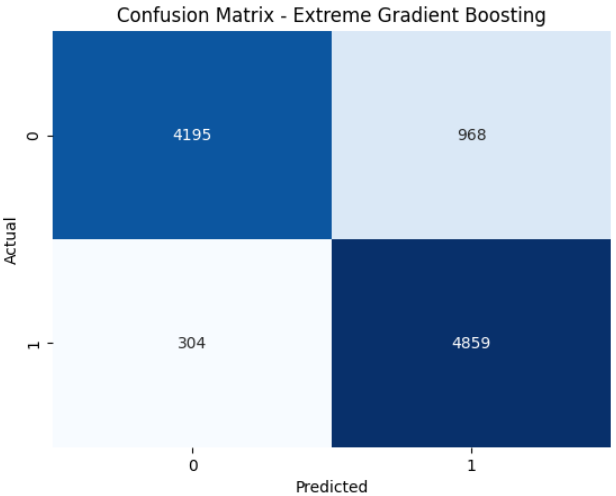 Confusion Matrix - Extreme Gradient Boosting
Actual
0
4195
968
1
304
4859
0
1
Predicted